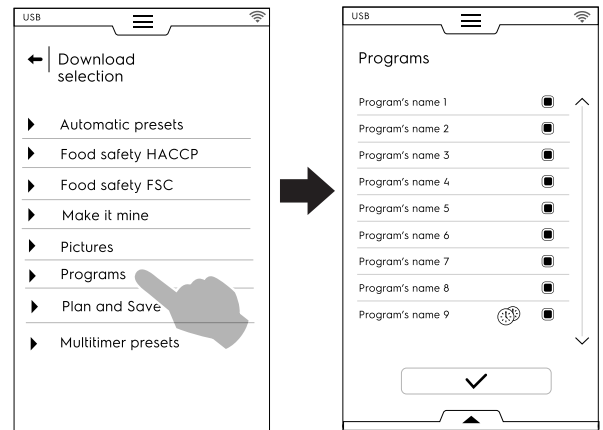 USB
Download
selection
Automatic presets
Food safety HACCP
Food safety FSC
Make it mine
Pictures
Programs
Plan and Save
Multitimer presets
USB
Programs
Program's name 1
Program's name 2
Program's name 3
Program's name 4
Program's name 5
Program's name 6
Program's name 7
Program's name 8
Program's name 9